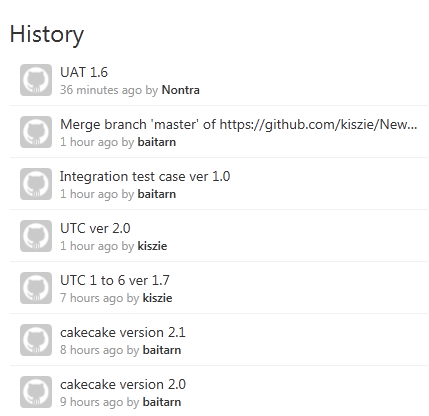 History
UAT 1.6
36 minutes ago by Nontra
Merge branch 'master' of https://github.com/kiszie/New...
1 hour ago by baitarn
Integration test case ver 1.0
1 hour ago by baitarn
UTC ver 2.0
1 hour ago by kiszie
UTC 1 to 6 ver 1.7
7 hours ago by kiszie
cakecake version 2.1
8 hours ago by baitarn
cakecake version 2.0
9 hours ago by baitarn